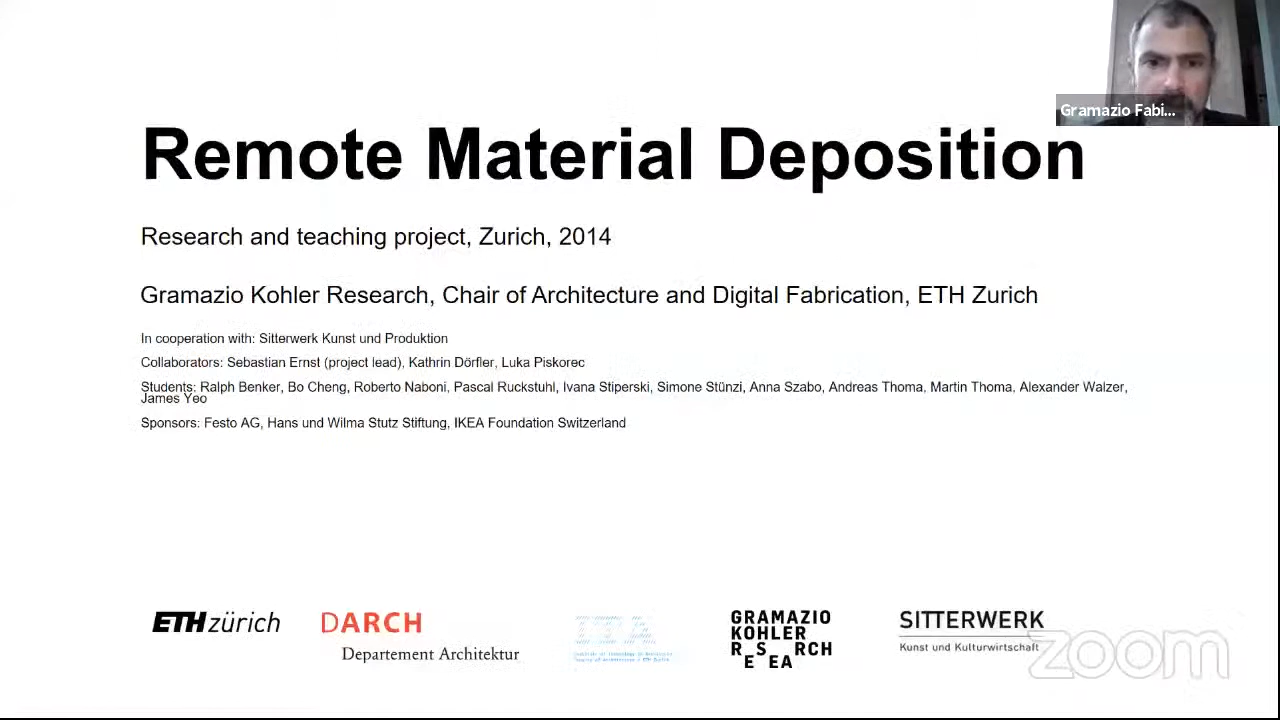 Gramazio Fabi...
Remote Material Deposition
Research and teaching project, Zurich, 2014
Gramazio Kohler Research, Chair of Architecture and Digital Fabrication, ETH Zurich
In cooperation with: Sitterwerk Kunst und Produktion
Collaborators: Sebastian Ernst (project lead), Kathrin Dörfler, Luka Piskorec
Students: Ralph Benker, Bo Cheng, Roberto Naboni, Pascal Ruckstuhl, Ivana Stiperski, Simone Stünzi, Anna Szabo, Andreas Thoma, Martin Thoma, Alexander Walzer,
James Yeo
Sponsors: Festo AG, Hans und Wilma Stutz Stiftung, IKEA Foundation Switzerland
ETH zürich
DARCH
Departement Architektur
ITA
GRAMAZIO
KOHLER
R S RCH
E EA
SITTERWERK
Kunst und Kulturwirtschaft
zoom